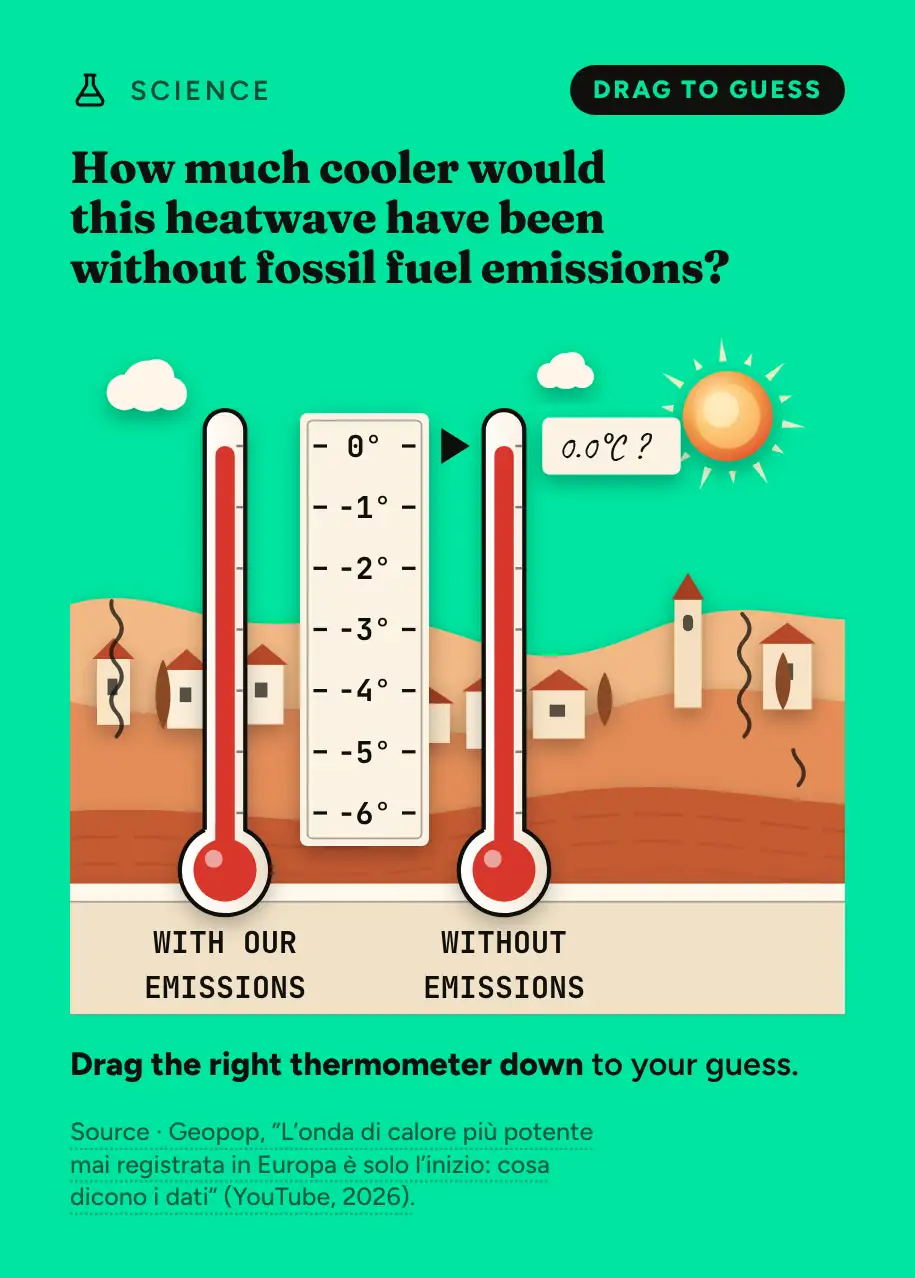 SCIENCE
DRAG TO GUESS
How much cooler would
this heatwave have been
without fossil fuel emissions?
0°
-1°
-2°
-3°
-4°
-5°
-6°
0.0°C ?
WITH OUR
EMISSIONS
WITHOUT
EMISSIONS
Drag the right thermometer down to your guess.
Source · Geopop, “L’onda di calore più potente
mai registrata in Europa è solo l’inizio: cosa
dicono i dati” (YouTube, 2026).